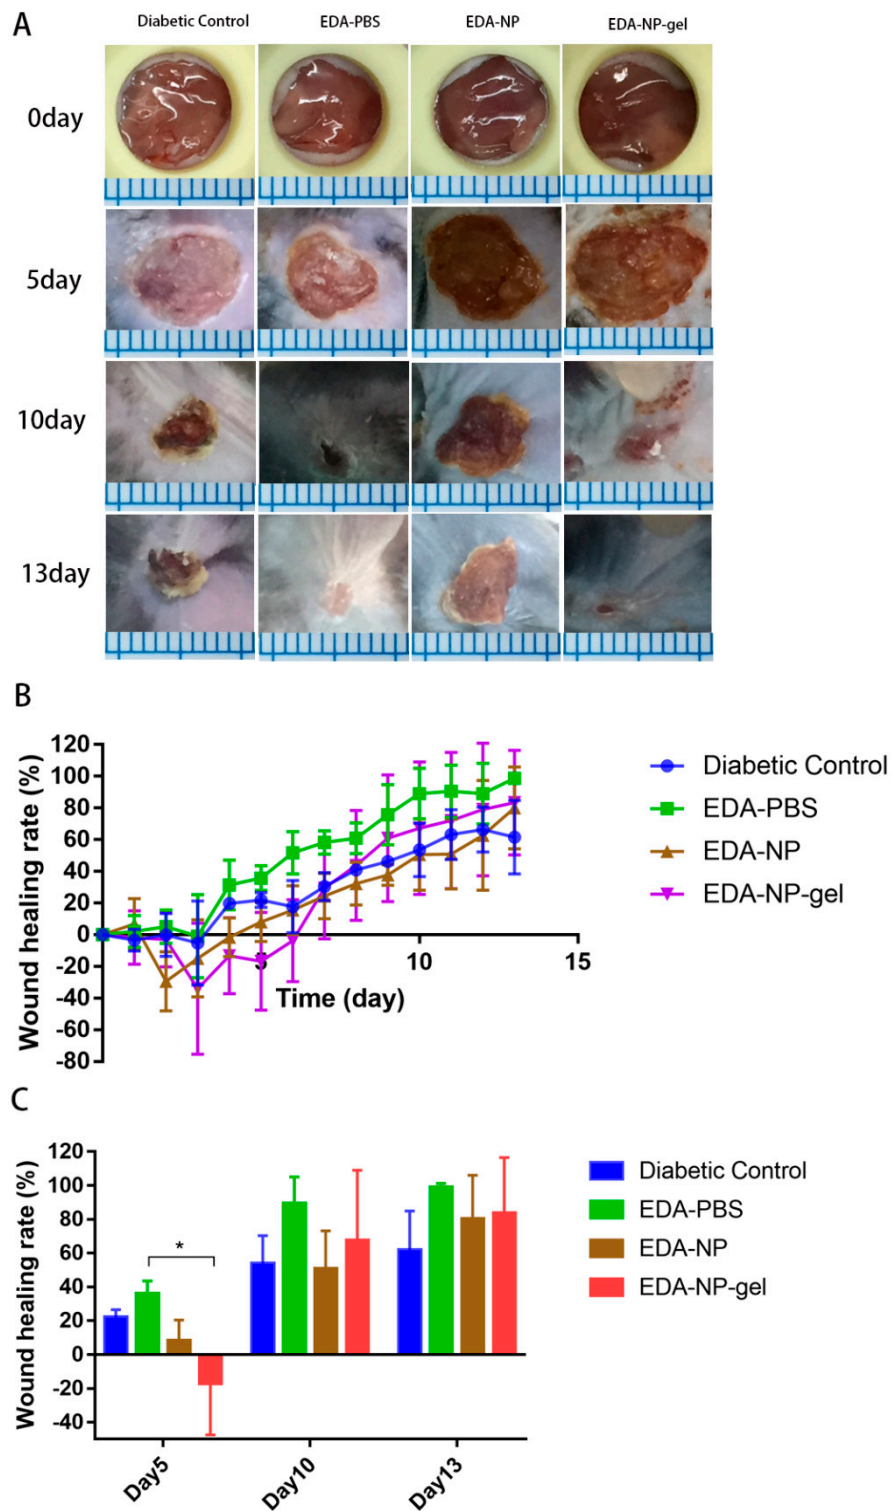 A
Diabetic Control EDA-PBS EDA-NP EDA-NP-gel
0day
5day
10day
13day
B
120
100
80
60
40
20
0
-20
-40
-60
-80
Wound healing rate (%)
5 10 15
Time (day)
Diabetic Control
EDA-PBS
EDA-NP
EDA-NP-gel
C
120
100
80
60
40
20
0
-20
-40
Wound healing rate (%)
*
Day5 Day10 Day13
Diabetic Control
EDA-PBS
EDA-NP
EDA-NP-gel